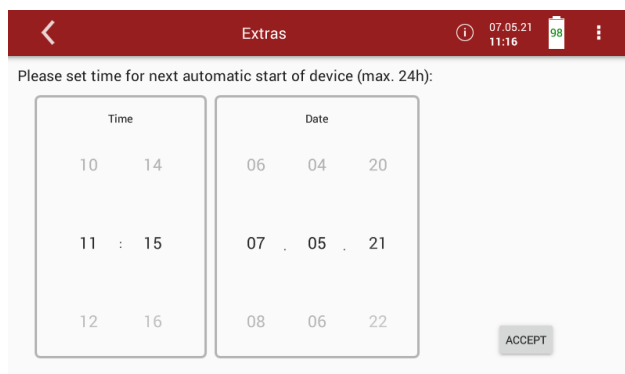 Extras
07.05.21
11:16
98
Please set time for next automatic start of device (max. 24h):
Time Date
10 14 06 04 20
11 : 15 07 . 05 . 21
12 16 08 06 22
ACCEPT